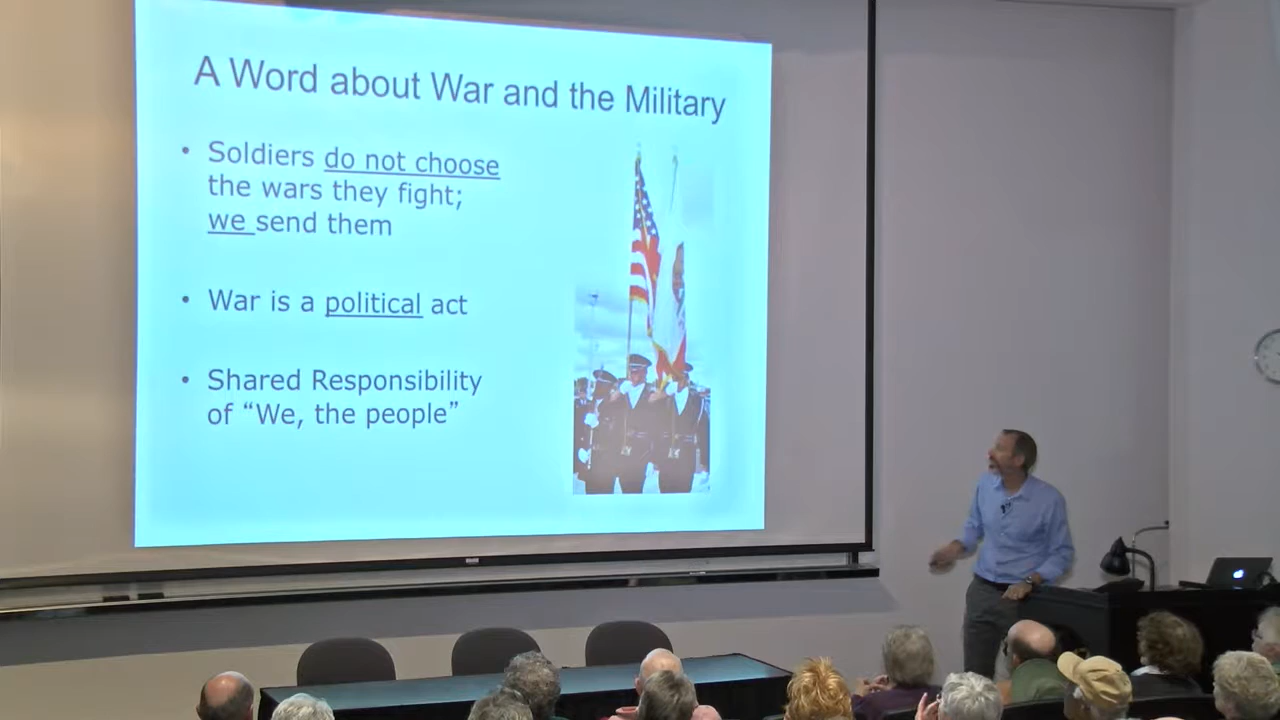 A Word about War and the Military
• Soldiers do not choose
the wars they fight;
we send them
• War is a political act
• Shared Responsibility
of “We, the people”